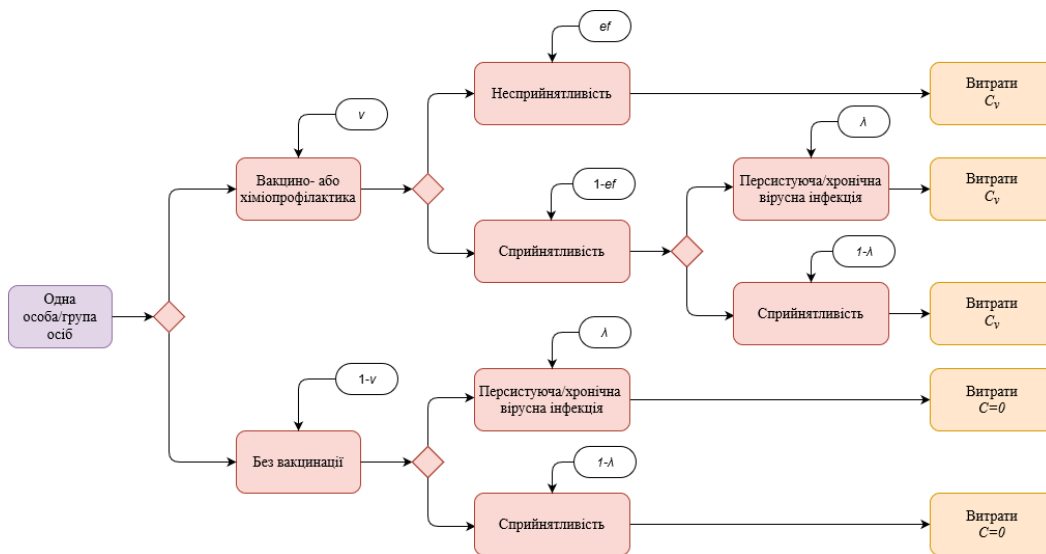 ef
Несприйнятливість
Витрати
Cv
v
λ
Вакцино- або
хіміопрофілактика
1-ef
Персистуюча/хронічна
вірусна інфекція
Витрати
Cv
Сприйнятливість
1-λ
Одна
особа/група
осіб
Сприйнятливість
Витрати
Cv
λ
1-v
Персистуюча/хронічна
вірусна інфекція
Витрати
C=0
Без вакцинації
1-λ
Сприйнятливість
Витрати
C=0